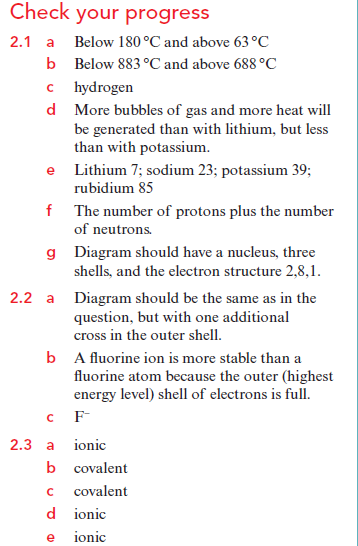 Check your progress
2.1 a Below 180 °C and above 63 °C
b Below 883 °C and above 688 °C
c hydrogen
d More bubbles of gas and more heat will
be generated than with lithium, but less
than with potassium.
e Lithium 7; sodium 23; potassium 39;
rubidium 85
f The number of protons plus the number
of neutrons.
g Diagram should have a nucleus, three
shells, and the electron structure 2,8,1.
2.2 a Diagram should be the same as in the
question, but with one additional
cross in the outer shell.
b A fluorine ion is more stable than a
fluorine atom because the outer (highest
energy level) shell of electrons is full.
c F⁻
2.3 a ionic
b covalent
c covalent
d ionic
e ionic